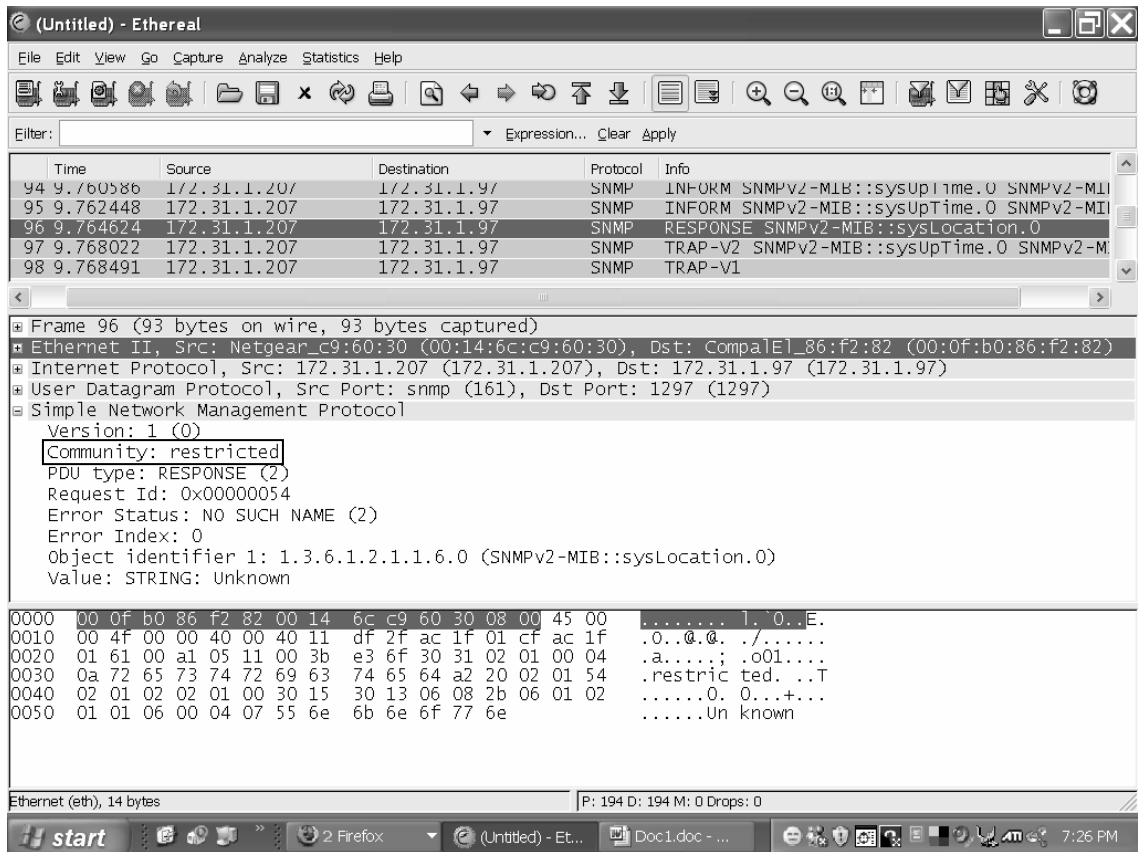 (Untitled) - Ethereal
File Edit View Go Capture Analyze Statistics Help
Filter: Expression... Clear Apply
Time Source Destination Protocol Info
94 9.760586 172.31.1.207 172.31.1.97 SNMP INFORM SNMPv2-MIB::sysUpTime.0 SNMPv2-MI
95 9.762448 172.31.1.207 172.31.1.97 SNMP INFORM SNMPv2-MIB::sysUpTime.0 SNMPv2-MI
96 9.764624 172.31.1.207 172.31.1.97 SNMP RESPONSE SNMPv2-MIB::sysLocation.0
97 9.768022 172.31.1.207 172.31.1.97 SNMP TRAP-V2 SNMPv2-MIB::sysUpTime.0 SNMPv2-M
98 9.768491 172.31.1.207 172.31.1.97 SNMP TRAP-V1
Frame 96 (93 bytes on wire, 93 bytes captured)
Ethernet II, Src: Netgear_c9:60:30 (00:14:6c:c9:60:30), Dst: CompalEl_86:f2:82 (00:0f:b0:86:f2:82)
Internet Protocol, Src: 172.31.1.207 (172.31.1.207), Dst: 172.31.1.97 (172.31.1.97)
User Datagram Protocol, Src Port: snmp (161), Dst Port: 1297 (1297)
Simple Network Management Protocol
Version: 1 (0)
Community: restricted
PDU type: RESPONSE (2)
Request Id: 0x00000054
Error Status: NO SUCH NAME (2)
Error Index: 0
Object identifier 1: 1.3.6.1.2.1.1.6.0 (SNMPv2-MIB::sysLocation.0)
Value: STRING: Unknown
0000 00 0f b0 86 f2 82 00 14 6c c9 60 30 08 00 45 00 ........ l.`0..E.
0010 00 4f 00 00 40 00 40 11 df 2f ac 1f 01 cf ac 1f .O..@.@. ./......
0020 01 61 00 a1 05 11 00 3b e3 6f 30 31 02 01 00 04 .a.....; .o01....
0030 0a 72 65 73 74 72 69 63 74 65 64 a2 20 02 01 54 .restric ted. ..T
0040 02 01 02 02 01 00 30 15 30 13 06 08 2b 06 01 02 ......0. 0...+...
0050 01 01 06 00 04 07 55 6e 6b 6e 6f 77 6e ......Un known
Ethernet (eth), 14 bytes P: 194 D: 194 M: 0 Drops: 0
start 2 Firefox (Untitled) - Et... Doc1.doc - ... ATI 7:26 PM